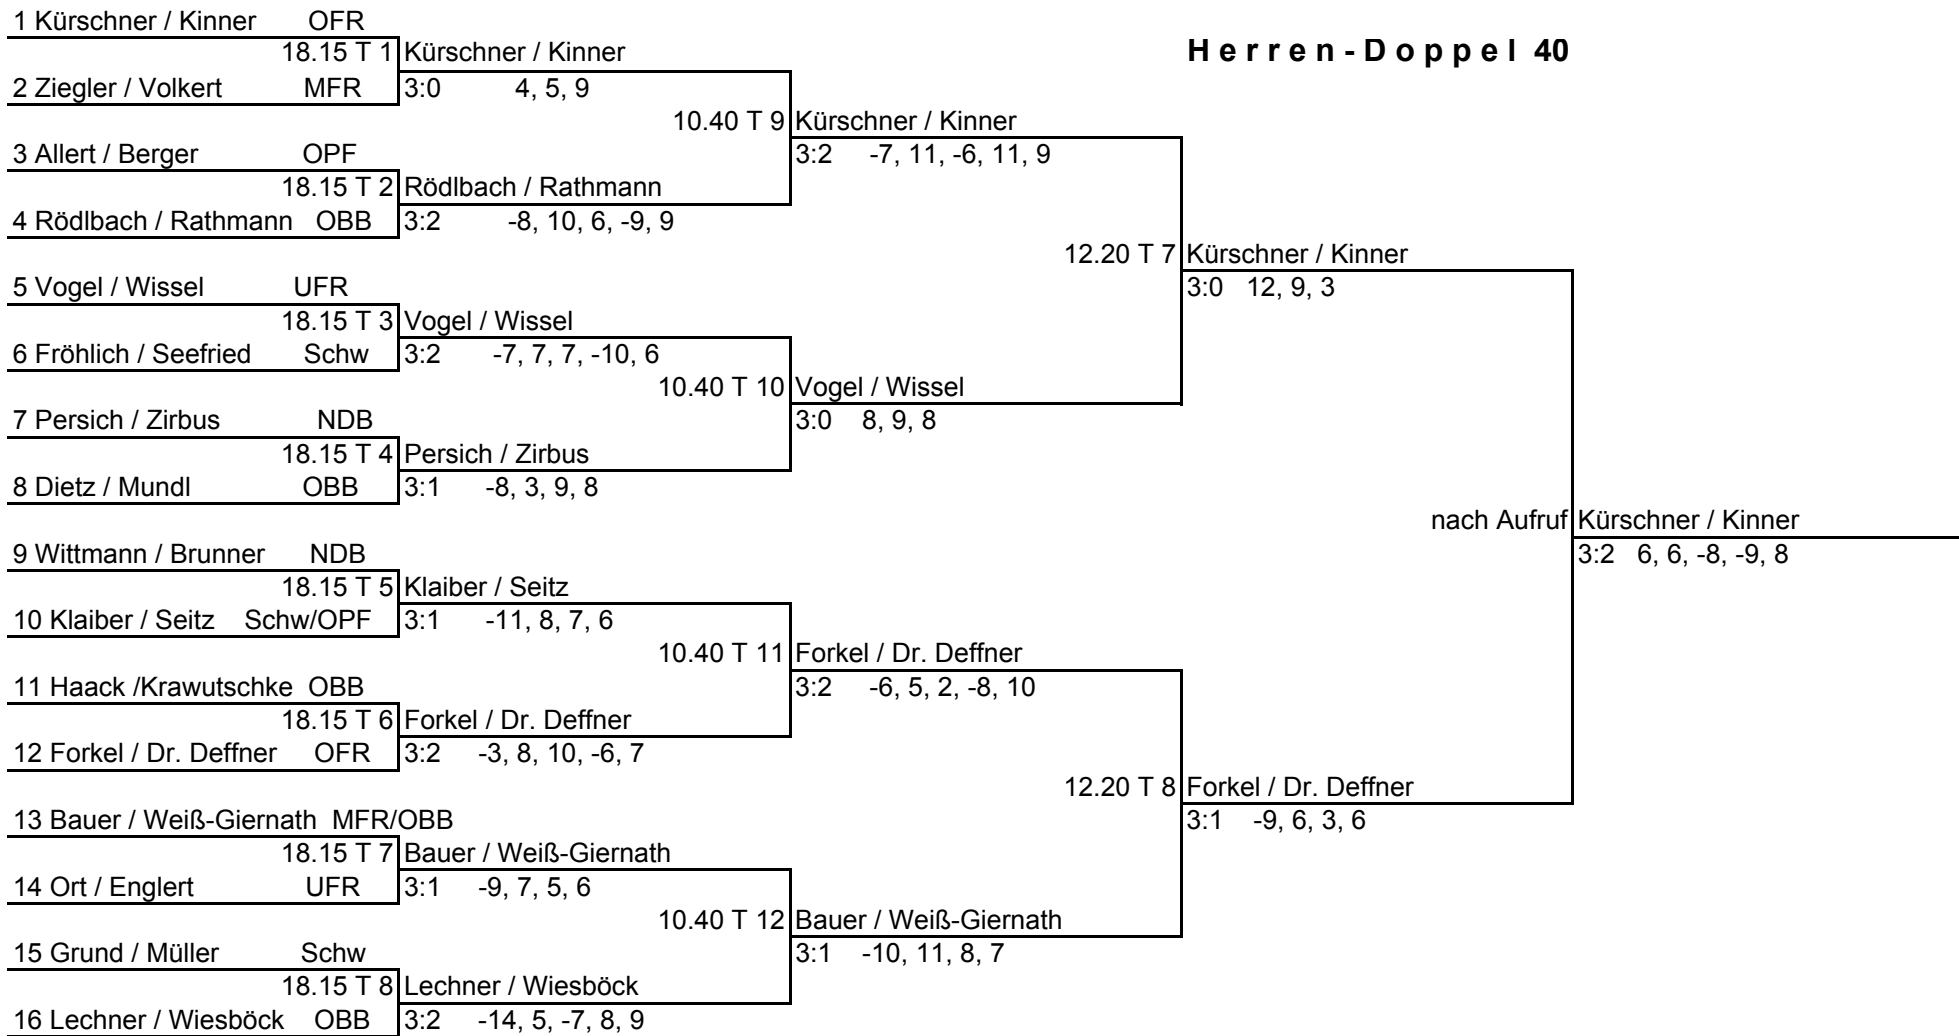 1 Kürschner / Kinner OFR
18.15 T 1 Kürschner / Kinner
Herren-Doppel 40
2 Ziegler / Volkert MFR 3:0 4, 5, 9
10.40 T 9 Kürschner / Kinner
3 Allert / Berger OPF 3:2 -7, 11, -6, 11, 9
18.15 T 2 Rödlbach / Rathmann
4 Rödlbach / Rathmann OBB 3:2 -8, 10, 6, -9, 9
12.20 T 7 Kürschner / Kinner
5 Vogel / Wissel UFR 3:0 12, 9, 3
18.15 T 3 Vogel / Wissel
6 Fröhlich / Seefried Schw 3:2 -7, 7, 7, -10, 6
10.40 T 10 Vogel / Wissel
7 Persich / Zirbus NDB 3:0 8, 9, 8
18.15 T 4 Persich / Zirbus
8 Dietz / Mundl OBB 3:1 -8, 3, 9, 8
nach Aufruf Kürschner / Kinner
9 Wittmann / Brunner NDB 3:2 6, 6, -8, -9, 8
18.15 T 5 Klaiber / Seitz
10 Klaiber / Seitz Schw/OPF 3:1 -11, 8, 7, 6
10.40 T 11 Forkel / Dr. Deffner
11 Haack /Krawutschke OBB 3:2 -6, 5, 2, -8, 10
18.15 T 6 Forkel / Dr. Deffner
12 Forkel / Dr. Deffner OFR 3:2 -3, 8, 10, -6, 7
12.20 T 8 Forkel / Dr. Deffner
13 Bauer / Weiß-Giernath MFR/OBB 3:1 -9, 6, 3, 6
18.15 T 7 Bauer / Weiß-Giernath
14 Ort / Englert UFR 3:1 -9, 7, 5, 6
10.40 T 12 Bauer / Weiß-Giernath
15 Grund / Müller Schw 3:1 -10, 11, 8, 7
18.15 T 8 Lechner / Wiesböck
16 Lechner / Wiesböck OBB 3:2 -14, 5, -7, 8, 9